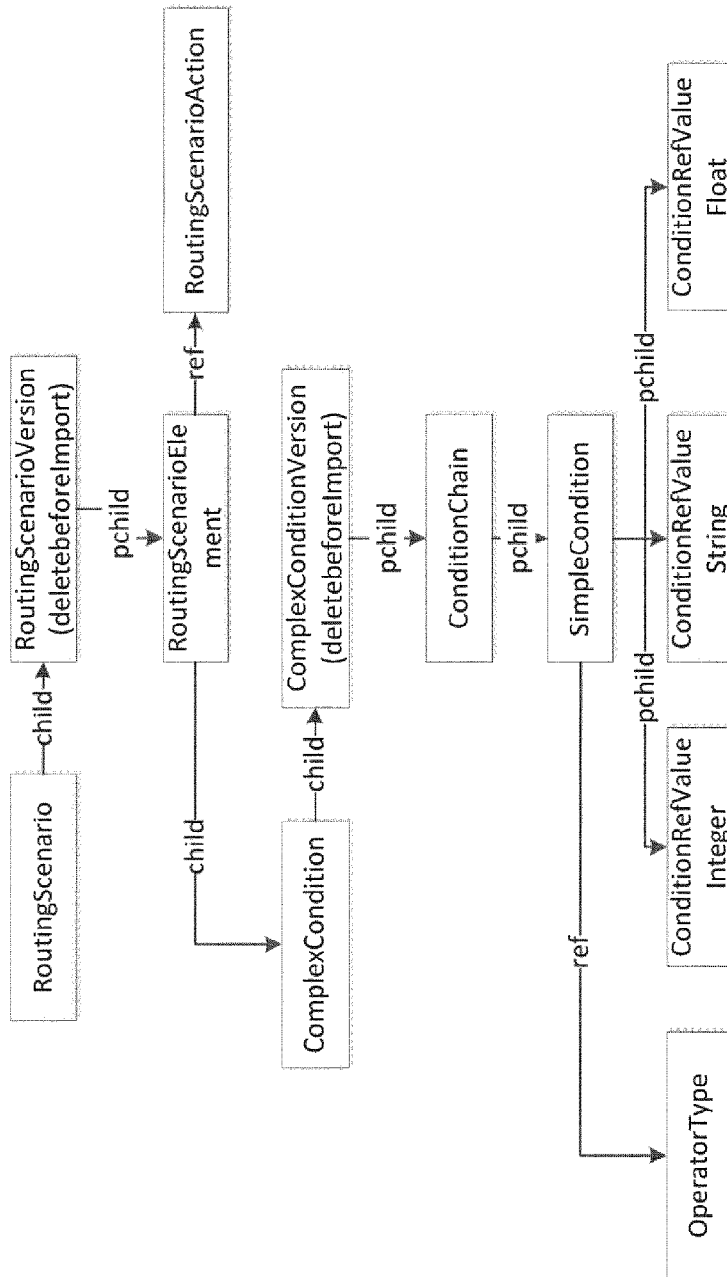 RoutingScenario
child
RoutingScenarioVersion
(deletebeforeImport)
pchild
RoutingScenarioEle
ment
ref
RoutingScenarioAction
child
ComplexCondition
child
ComplexConditionVersion
(deletebeforeImport)
pchild
ConditionChain
pchild
SimpleCondition
ref
pchild
pchild
OperatorType
ConditionRefValue
Integer
ConditionRefValue
String
ConditionRefValue
Float